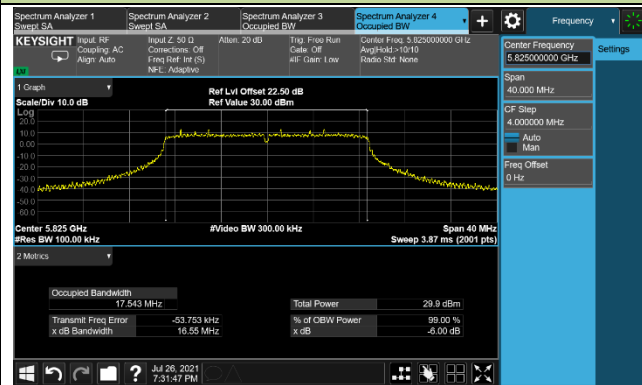 Spectrum Analyzer 1
Swept SA
Spectrum Analyzer 2
Swept SA
Spectrum Analyzer 3
Occupied BW
Spectrum Analyzer 4
Occupied BW
+
Frequency
KEYSIGHT
Input: RF
Coupling: AC
Align: Auto
Input Z: 50 Ω
Corrections: Off
Freq Ref: Int (S)
NFE: Adaptive
Atten: 20 dB
Trig: Free Run
Gate: Off
#IF Gain: Low
Center Freq: 5.825000000 GHz
Avg|Hold:>10/10
Radio Std: None
LXI
Center Frequency
5.825000000 GHz
Settings
Span
40.000 MHz
CF Step
4.000000 MHz
Auto
Man
Freq Offset
0 Hz
1 Graph
Scale/Div 10.0 dB
Ref Lvl Offset 22.50 dB
Ref Value 30.00 dBm
Log
20.0
10.0
0.00
-10.0
-20.0
-30.0
-40.0
-50.0
-60.0
Center 5.825 GHz
#Res BW 100.00 kHz
#Video BW 300.00 kHz
Span 40 MHz
Sweep 3.87 ms (2001 pts)
2 Metrics
Occupied Bandwidth
17.543 MHz
Total Power 29.9 dBm
Transmit Freq Error -53.753 kHz
% of OBW Power 99.00 %
x dB Bandwidth 16.55 MHz
x dB -6.00 dB
?
Jul 26, 2021
7:31:47 PM